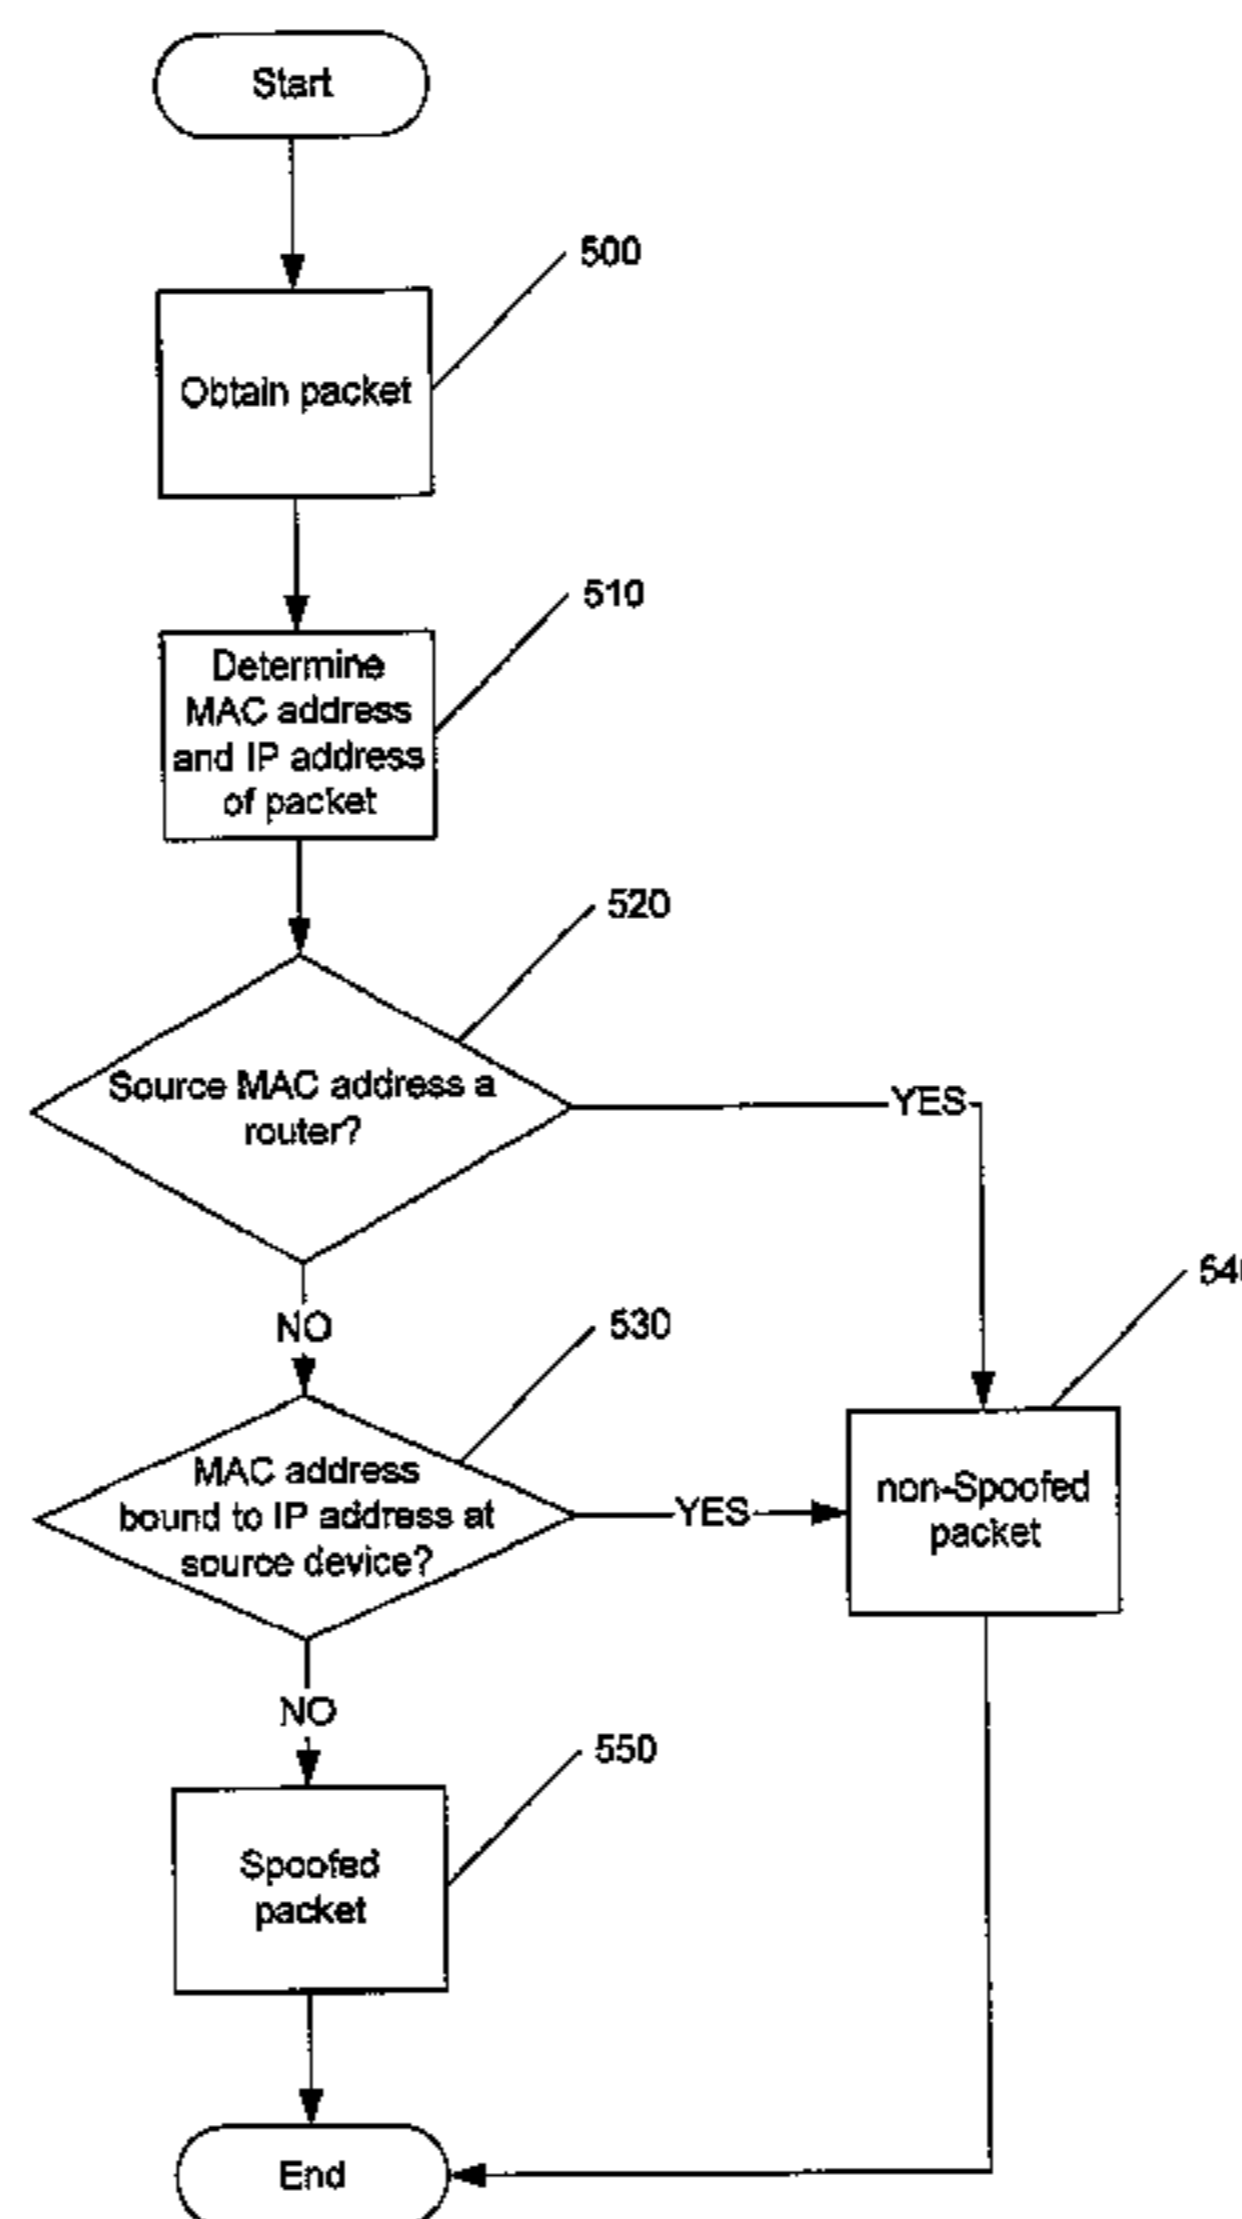 Start
500
Obtain packet
510
Determine
MAC address
and IP address
of packet
520
Source MAC address a
router?
YES
NO
530
MAC address
bound to IP address at
source device?
YES
non-Spoofed
packet
NO
550
Spoofed
packet
End